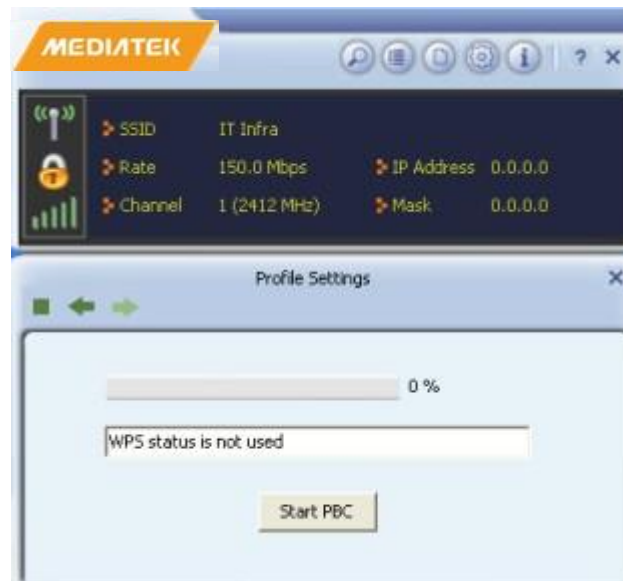 MEDIATEK
? ×
SSID IT Infra
Rate 150.0 Mbps IP Address 0.0.0.0
Channel 1 (2412 MHz) Mask 0.0.0.0
Profile Settings ×
0 %
WPS status is not used
Start PBC